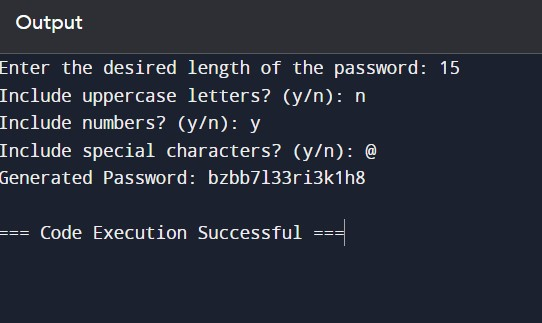 Output
Enter the desired length of the password: 15
Include uppercase letters? (y/n): n
Include numbers? (y/n): y
Include special characters? (y/n): @
Generated Password: bzbb7l33ri3k1h8
=== Code Execution Successful ===